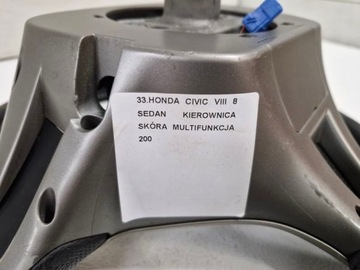 33.HONDA CIVIC VIII 8
SEDAN KIEROWNICA
SKÓRA MULTIFUNKCJA
200